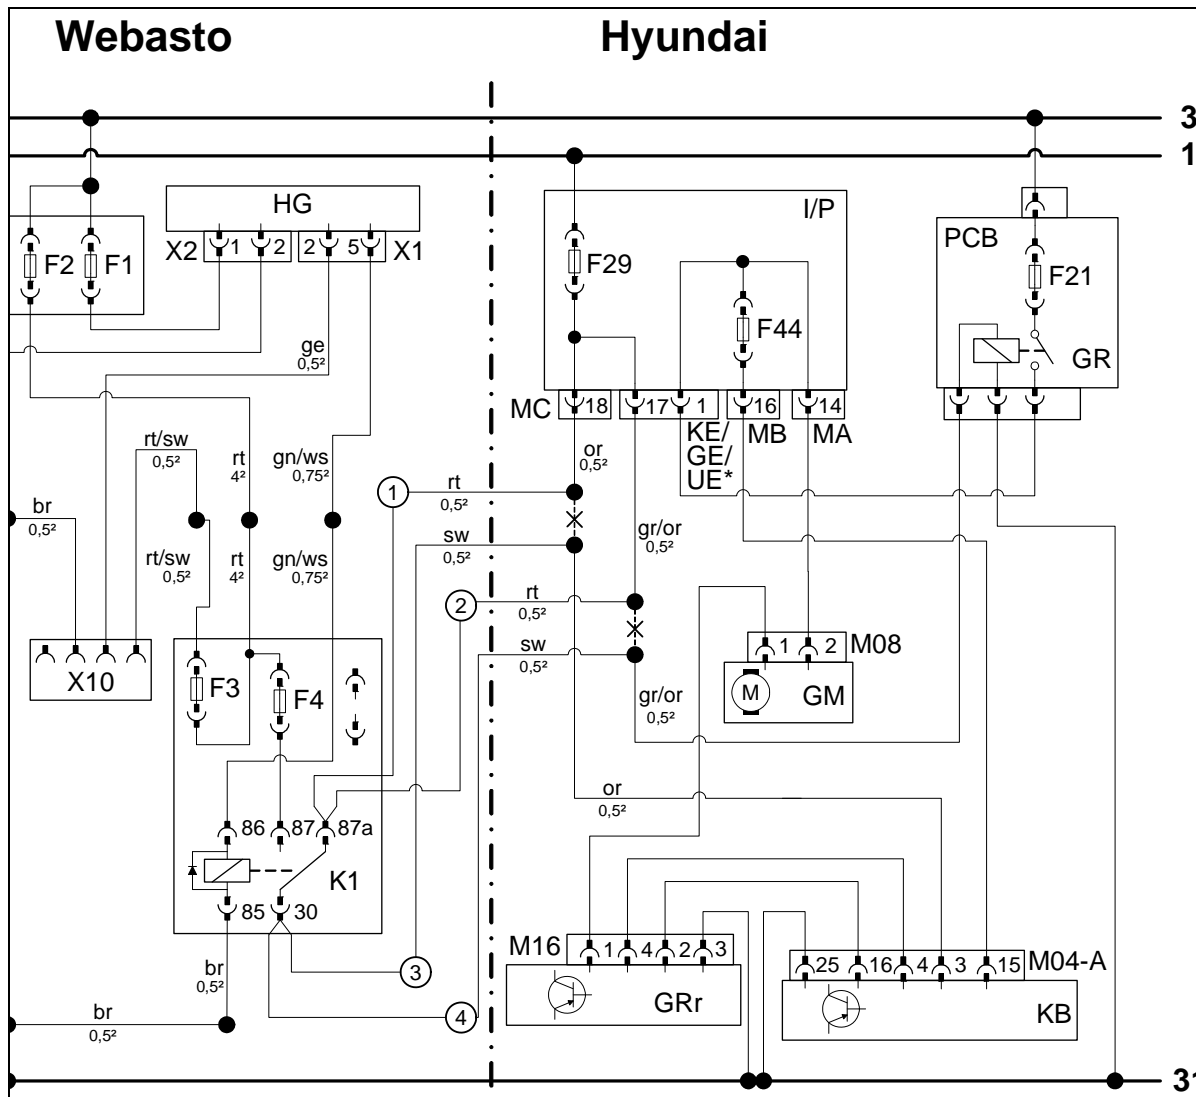 Webasto
Hyundai
3
1
HG
X2 1 2 2 5 X1
F2 F1
I/P
F29
F44
PCB
F21
GR
ge
0,5²
MC 18 17 1 16 14
KE/
GE/
UE*
MB MA
or
0,5²
rt/sw
0,5²
rt
4²
gn/ws
0,75²
1
rt
0,5²
br
0,5²
sw
0,5²
gr/or
0,5²
rt/sw
0,5²
rt
4²
gn/ws
0,75²
2
rt
0,5²
sw
0,5²
1 2 M08
M
GM
X10
F3 F4
gr/or
0,5²
or
0,5²
86 87 87a
K1
85 30
M16 1 4 2 3
25 16 4 3 15 M04-A
GRr
KB
br
0,5²
3
4
br
0,5²
31